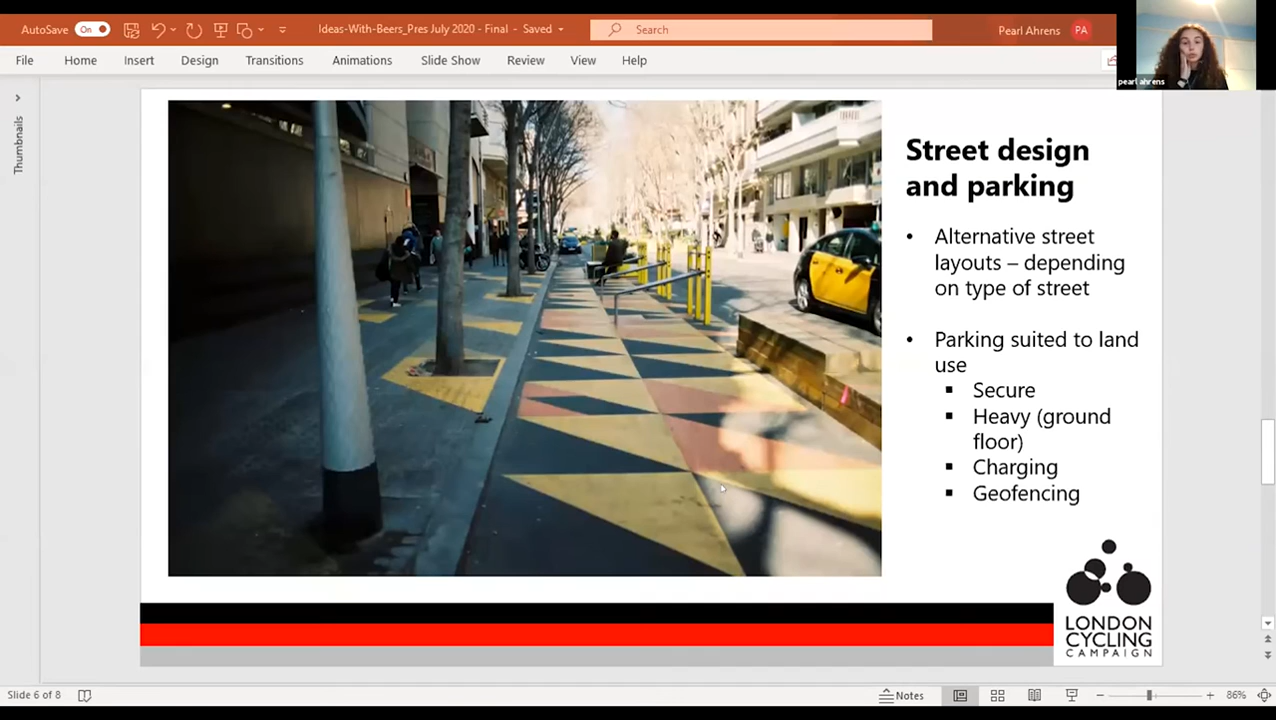 AutoSave On
Ideas-With-Beers_Pres July 2020 - Final - Saved
Search
Pearl Ahrens PA
File Home Insert Design Transitions Animations Slide Show Review View Help
pearl ahrens
Thumbnails
Street design
and parking
• Alternative street
layouts – depending
on type of street
• Parking suited to land
use
▪ Secure
▪ Heavy (ground
floor)
▪ Charging
▪ Geofencing
LONDON
CYCLING
CAMPAIGN
Slide 6 of 8
Notes
86%